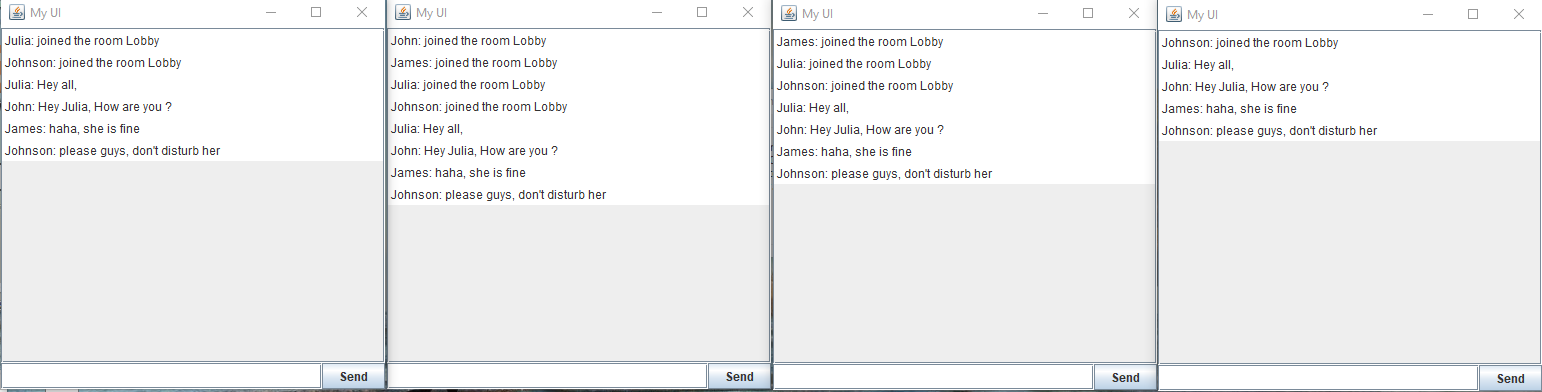 My UI
Julia: joined the room Lobby
Johnson: joined the room Lobby
Julia: Hey all,
John: Hey Julia, How are you ?
James: haha, she is fine
Johnson: please guys, don't disturb her
Send
My UI
John: joined the room Lobby
James: joined the room Lobby
Julia: joined the room Lobby
Johnson: joined the room Lobby
Julia: Hey all,
John: Hey Julia, How are you ?
James: haha, she is fine
Johnson: please guys, don't disturb her
Send
My UI
James: joined the room Lobby
Julia: joined the room Lobby
Johnson: joined the room Lobby
Julia: Hey all,
John: Hey Julia, How are you ?
James: haha, she is fine
Johnson: please guys, don't disturb her
Send
My UI
Johnson: joined the room Lobby
Julia: Hey all,
John: Hey Julia, How are you ?
James: haha, she is fine
Johnson: please guys, don't disturb her
Send